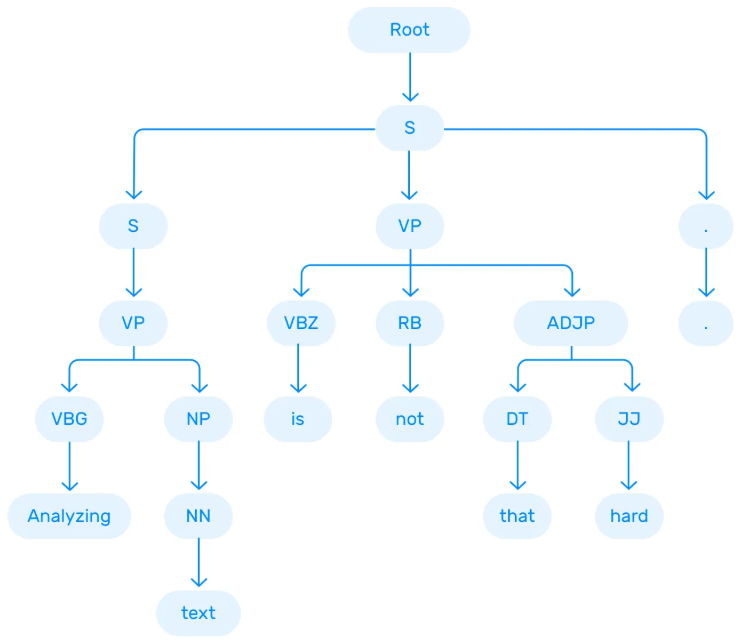 Root
S
S VP .
VP VBZ RB ADJP .
VBG NP is not DT JJ
Analyzing NN that hard
text